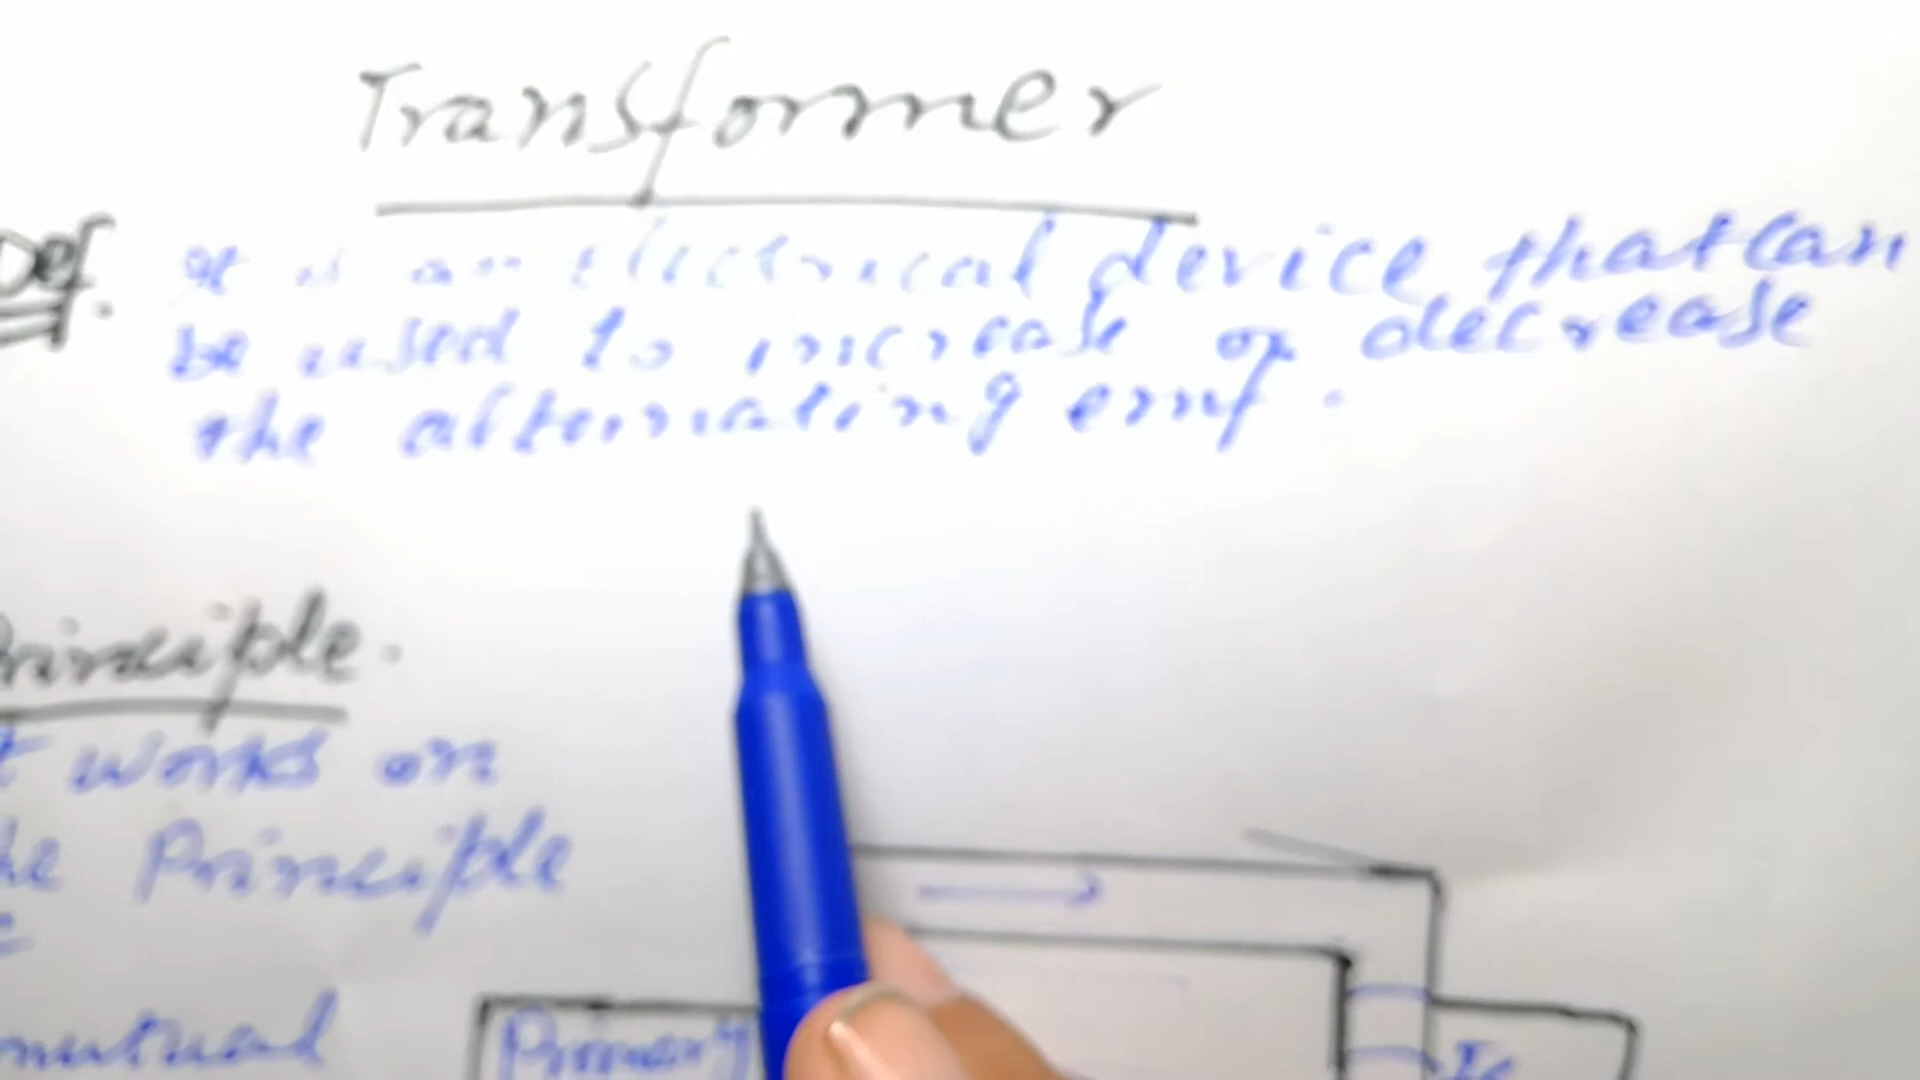 Transformer
Def. It is an electrical device that can
be used to increase or decrease
the alternating emf.
Principle.
works on
Principle
mutual
Primary